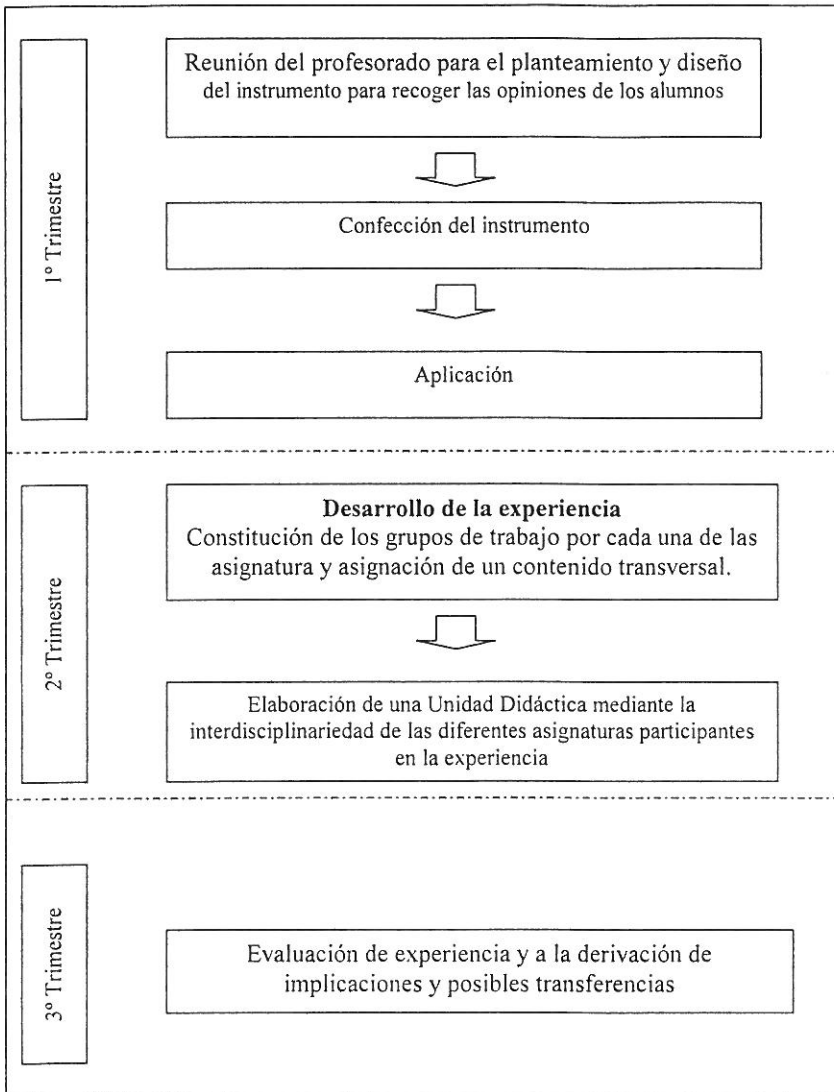 1º Trimestre
Reunión del profesorado para el planteamiento y diseño
del instrumento para recoger las opiniones de los alumnos
Confección del instrumento
Aplicación
2º Trimestre
Desarrollo de la experiencia
Constitución de los grupos de trabajo por cada una de las
asignatura y asignación de un contenido transversal.
Elaboración de una Unidad Didáctica mediante la
interdisciplinariedad de las diferentes asignaturas participantes
en la experiencia
3º Trimestre
Evaluación de experiencia y a la derivación de
implicaciones y posibles transferencias